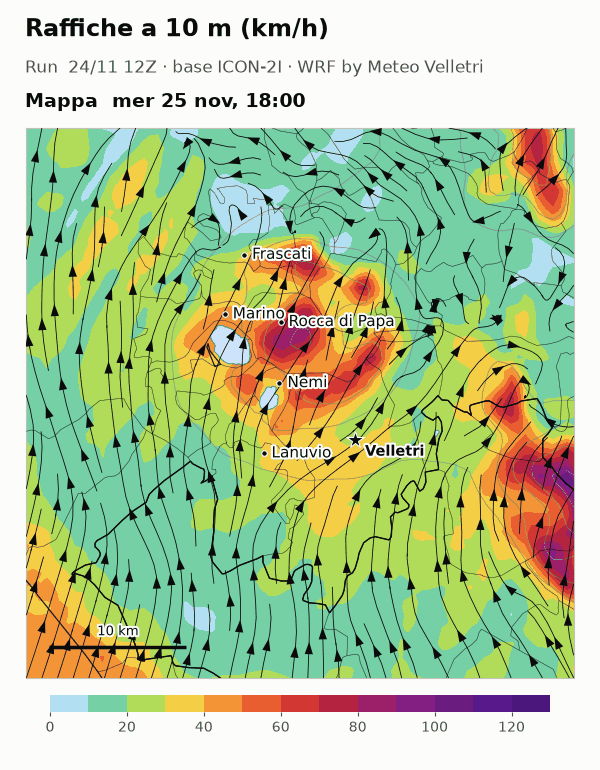 Raffiche a 10 m (km/h)
Run  24/11 12Z · base ICON-2I · WRF by Meteo Velletri
Mappa  mer 25 nov, 18:00
Frascati
Marino
Rocca di Papa
Nemi
Lanuvio
Velletri
10 km
0 20 40 60 80 100 120